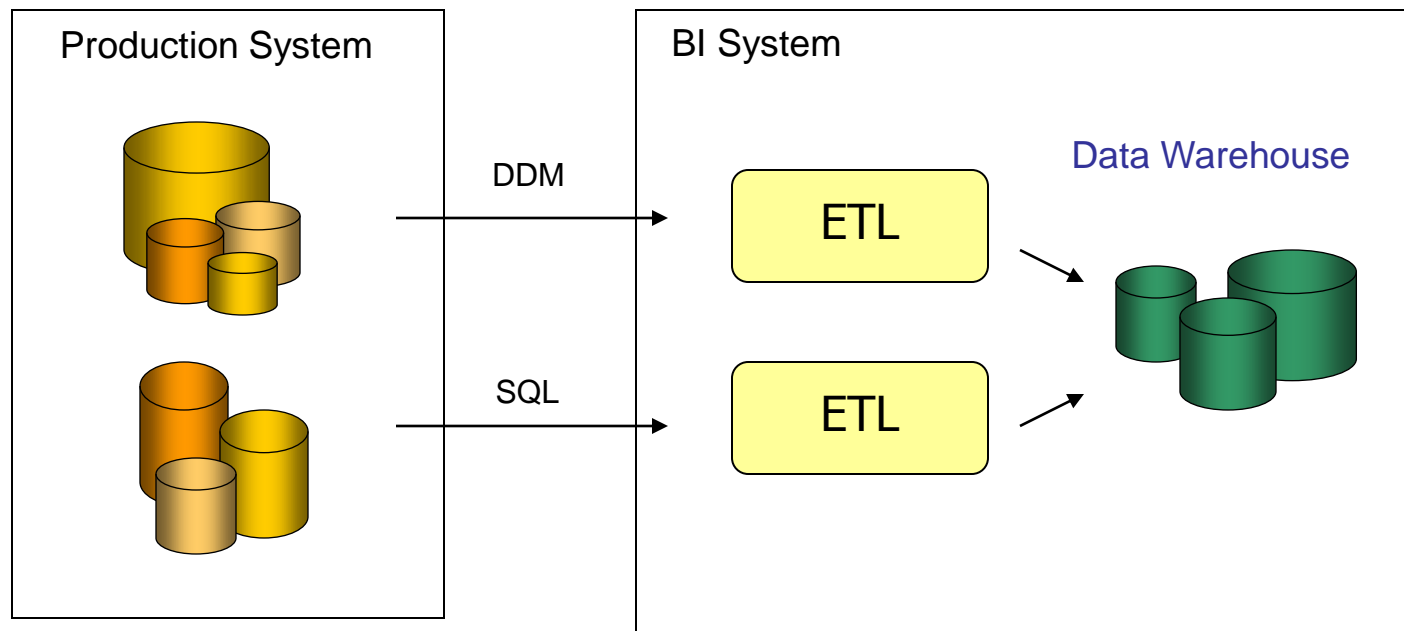 Production System
BI System
Data Warehouse
DDM
ETL
SQL
ETL